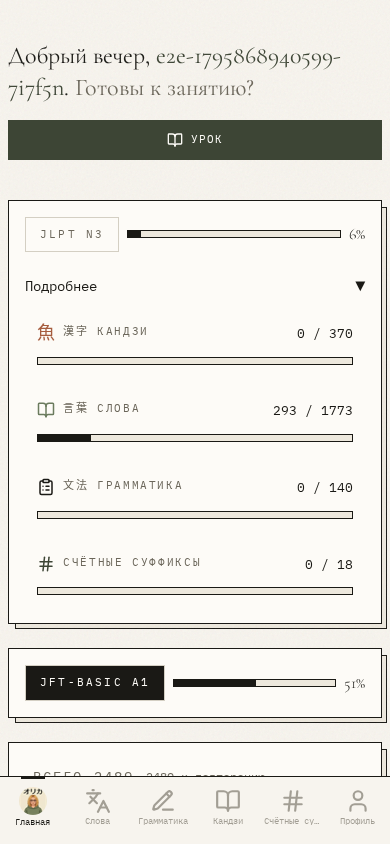 Добрый вечер, e2e-1795868940599-
7i7f5n. Готовы к занятию?
УРОК
JLPT N3 6%
Подробнее ▼
魚 漢字 КАНДЗИ 0 / 370
言葉 СЛОВА 293 / 1773
文法 ГРАММАТИКА 0 / 140
СЧЁТНЫЕ СУФФИКСЫ 0 / 18
JFT-BASIC A1 51%
オリカ
Главная Слова Грамматика Кандзи Счётные су… Профиль